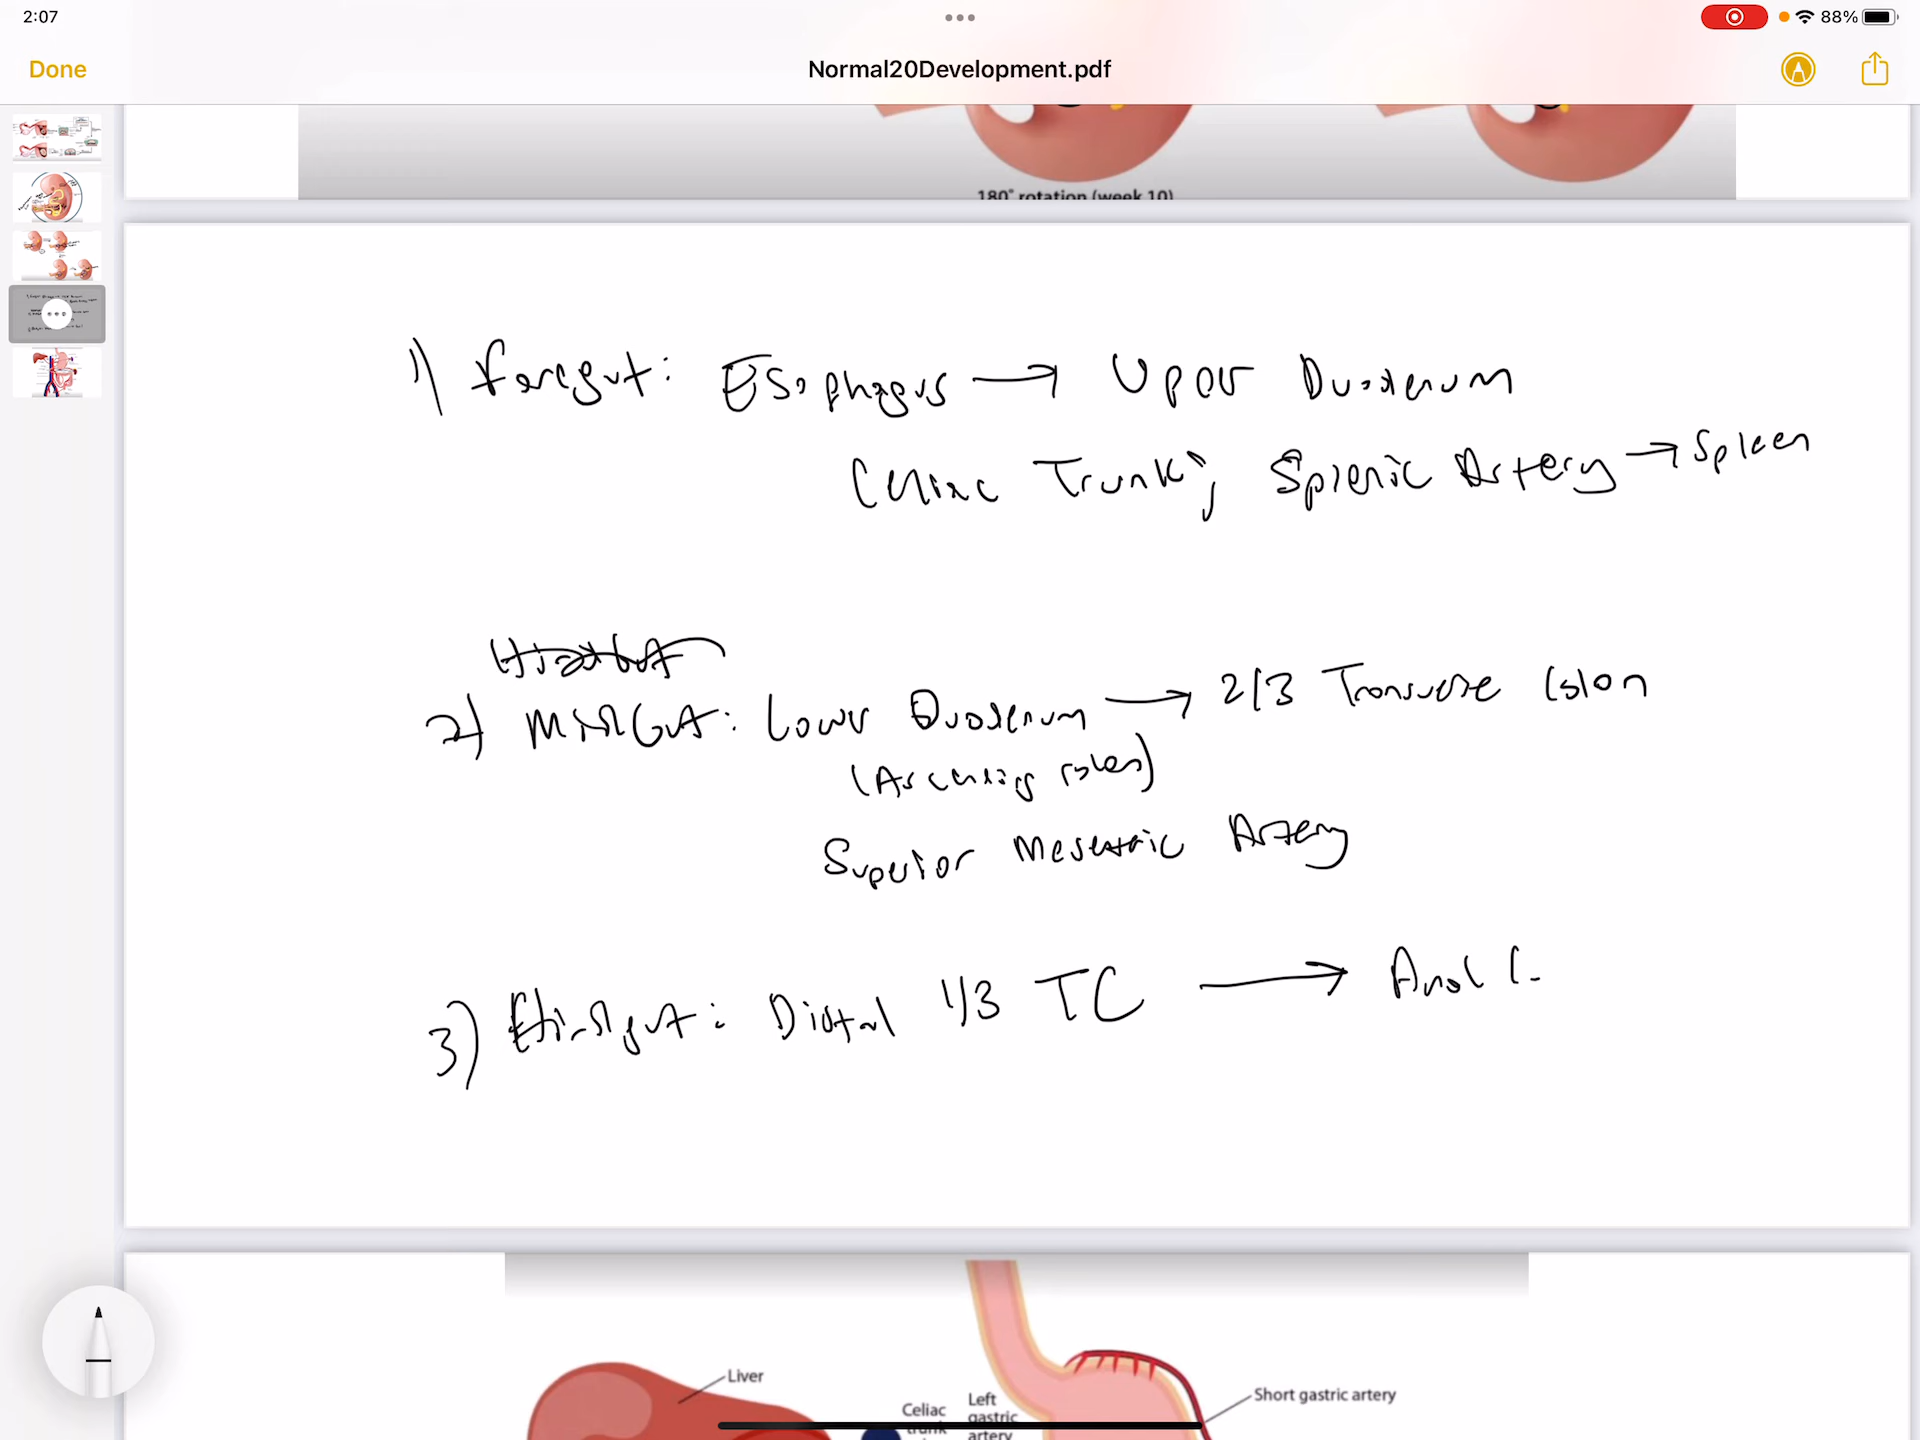 2:07
88%
Done
Normal20Development.pdf
180° rotation (week 10)
1) foregut: Esophagus → Upper Duodenum
Celiac Trunk; Splenic Artery → Spleen
2) MidGut: Lower Duodenum → 2/3 Transverse Colon
(Ascending colon)
Superior Mesenteric Artery
3) Hindgut: Distal 1/3 TC → Anal C
Liver
Celiac trunk
Left gastric artery
Short gastric artery